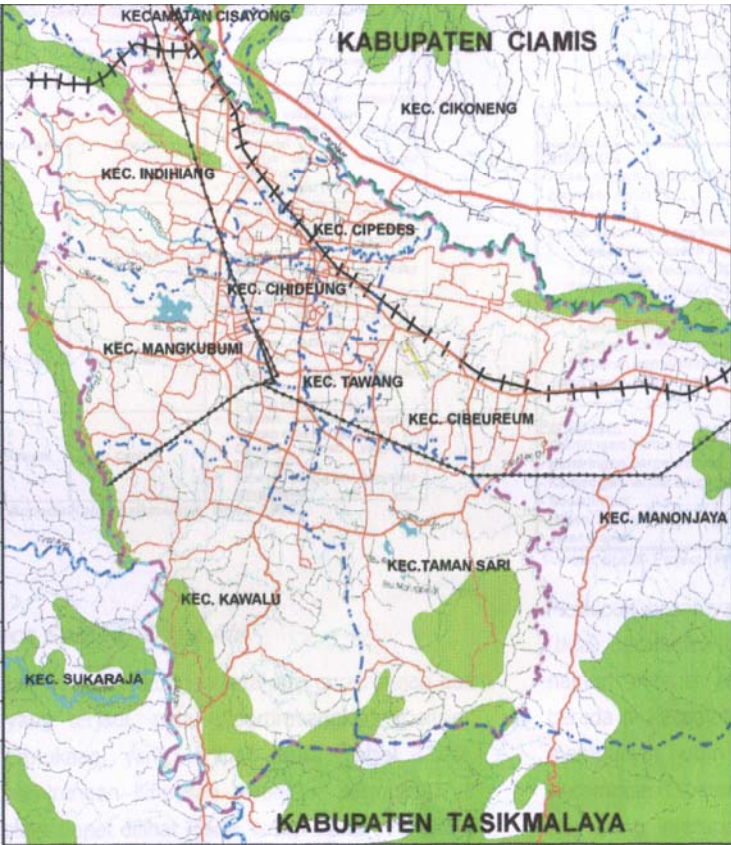 KECAMATAN CISAYONG
KABUPATEN CIAMIS
KEC. CIKONENG
KEC. INDIHIANG
KEC. CIPEDES
KEC. CIHIDEUNG
KEC. MANGKUBUMI
KEC. TAWANG
KEC. CIBEUREUM
KEC. MANONJAYA
KEC.TAMAN SARI
KEC. KAWALU
KEC. SUKARAJA
KABUPATEN TASIKMALAYA